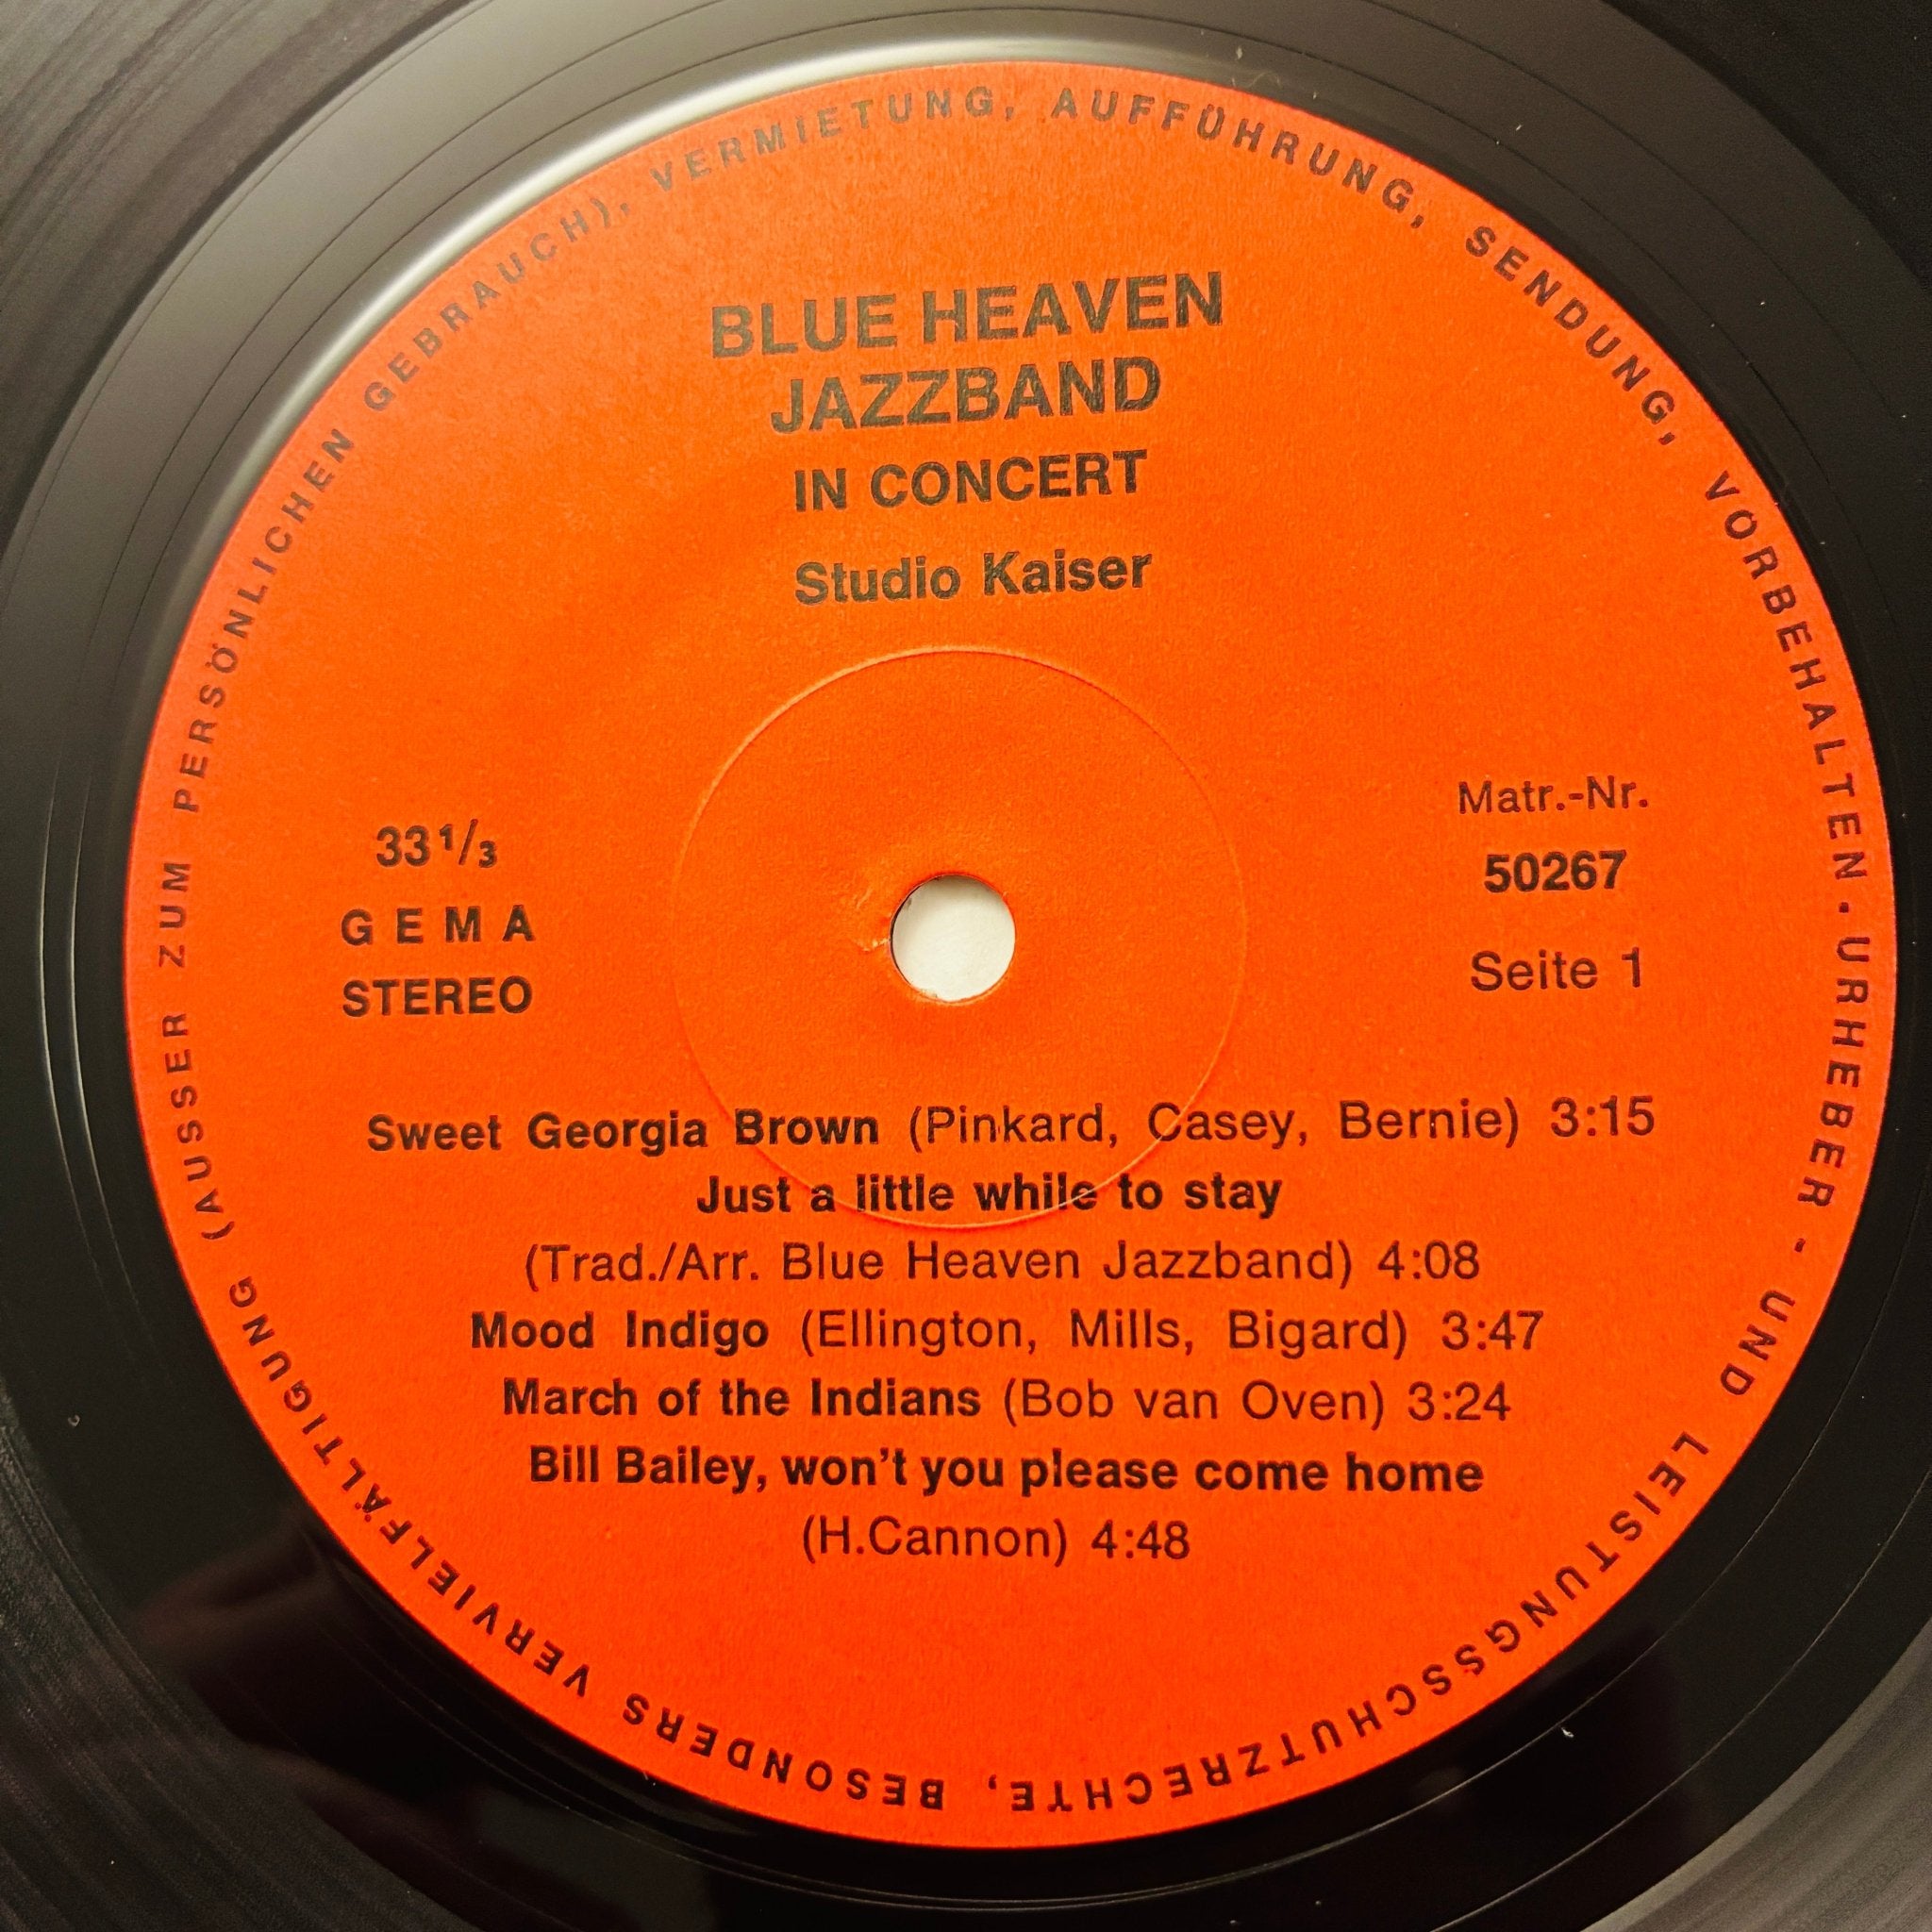 BLUE HEAVEN
JAZZBAND
IN CONCERT
Studio Kaiser
33 1/3
GEMA
STEREO
Matr.-Nr.
50267
Seite 1
Sweet Georgia Brown (Pinkard, Casey, Bernie) 3:15
Just a little while to stay
(Trad./Arr. Blue Heaven Jazzband) 4:08
Mood Indigo (Ellington, Mills, Bigard) 3:47
March of the Indians (Bob van Oven) 3:24
Bill Bailey, won't you please come home
(H.Cannon) 4:48
URHEBER - UND LEISTUNGSSCHUTZRECHTE, BESONDERS VERVIELFÄLTIGUNG (AUSSER ZUM PERSÖNLICHEN GEBRAUCH), VERMIETUNG, AUFFÜHRUNG, SENDUNG, VORBEHALTEN.